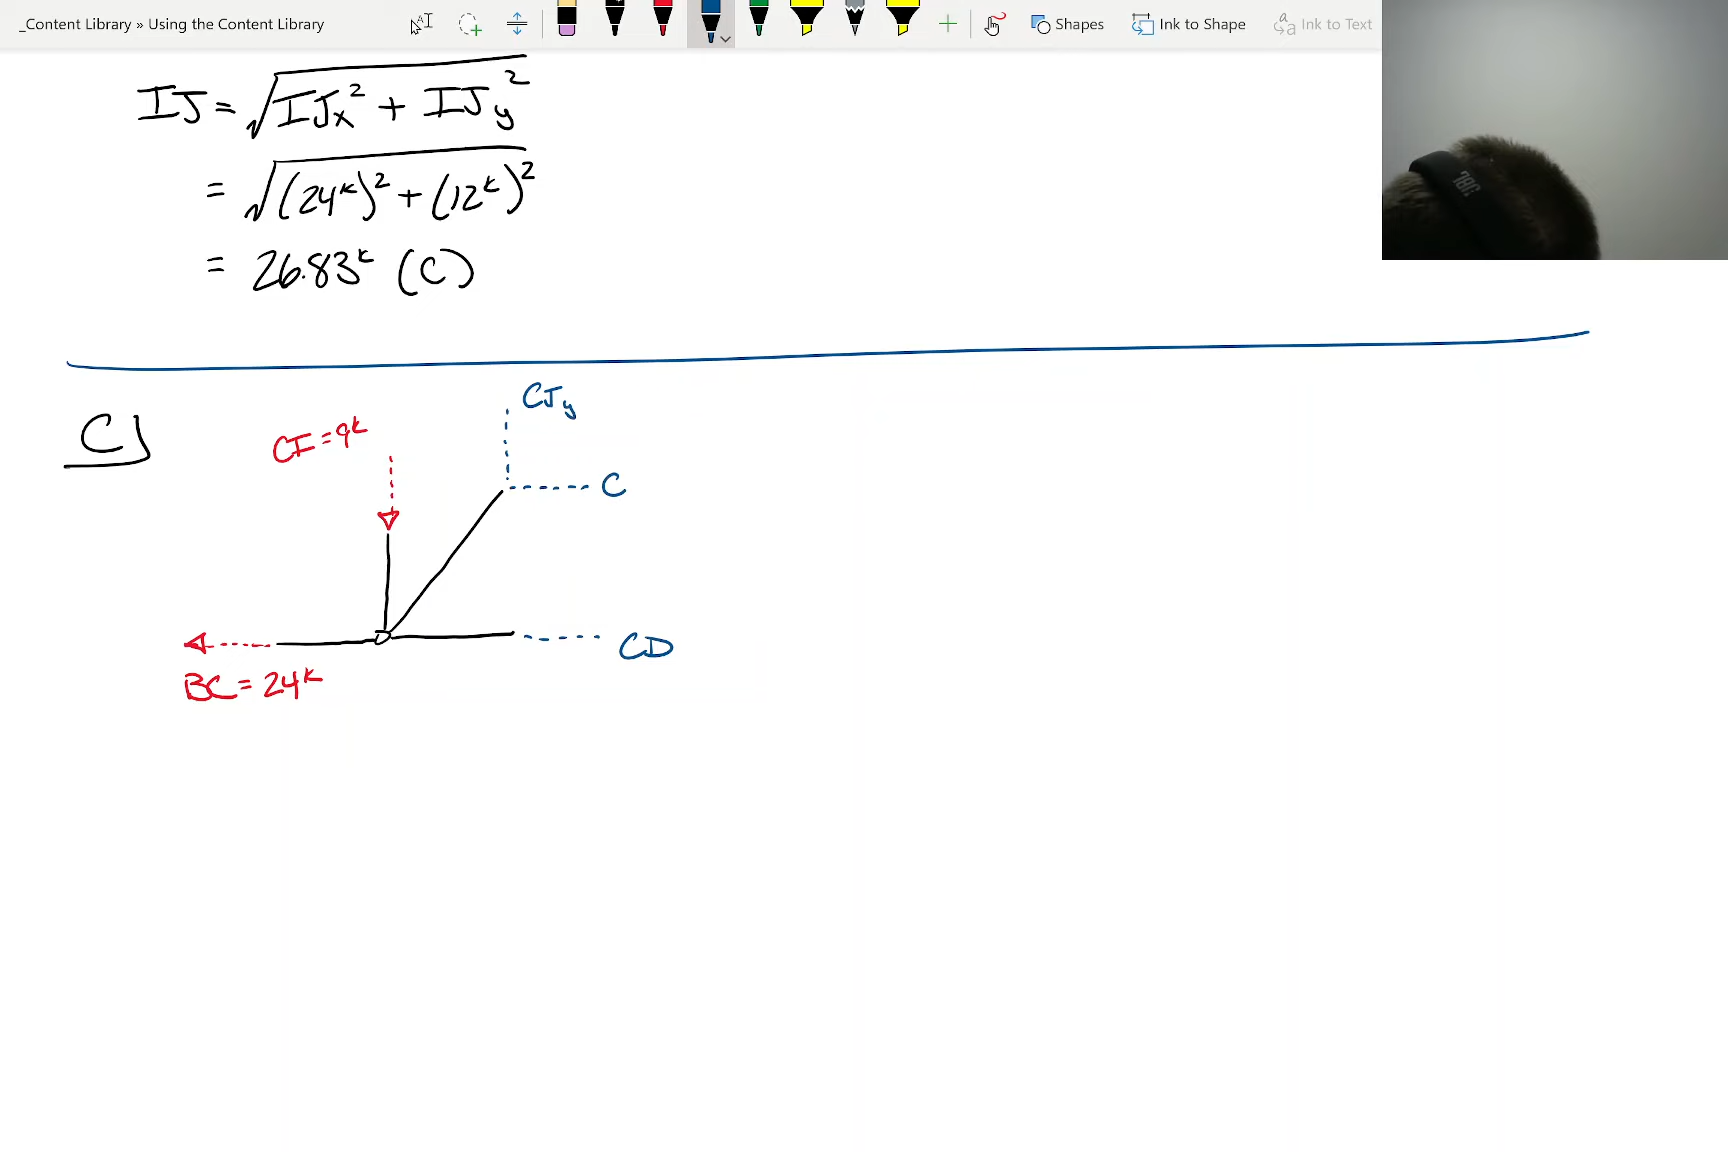 _Content Library » Using the Content Library
Shapes
Ink to Shape
Ink to Text
IJ = √IJx² + IJy²
= √(24ᵏ)² + (12ᵏ)²
= 26.83ᵏ (C)
C
CJy
CI = 9ᵏ
C
CD
BC = 24ᵏ
JBL